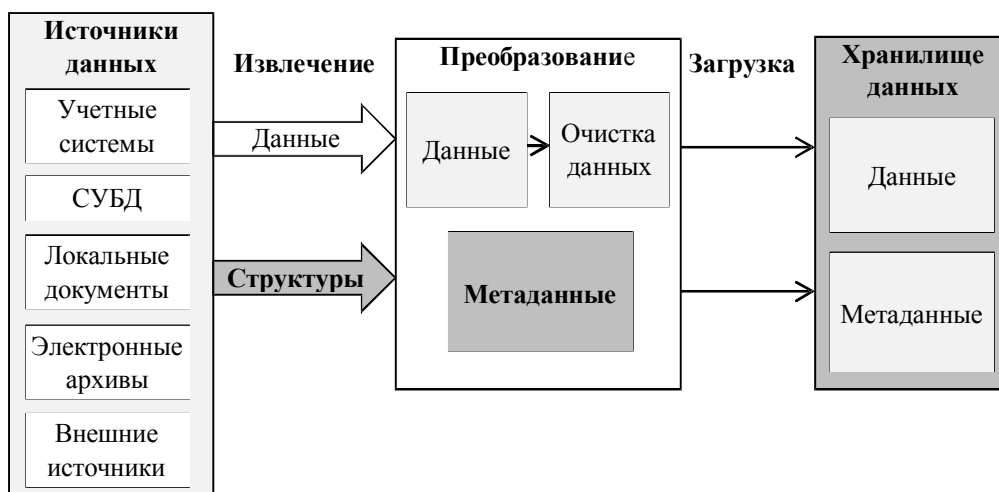 Источники
данных
Учетные
системы
СУБД
Локальные
документы
Электронные
архивы
Внешние
источники
Извлечение
Данные
Структуры
Преобразование
Данные
Очистка
данных
Метаданные
Загрузка
Хранилище
данных
Данные
Метаданные